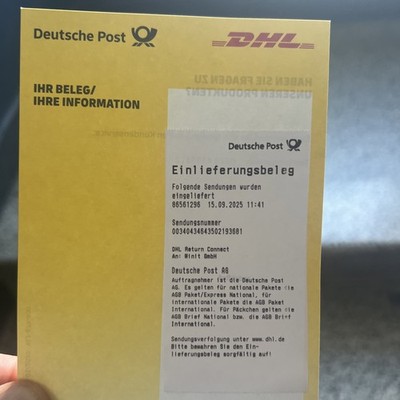 Deutsche Post
DHL
HABEN SIE FRAGEN ZU
UNSEREN PRODUKTEN?
IHR BELEG/
IHRE INFORMATION
Deutsche Post
Einlieferungsbeleg
Folgende Sendungen wurden
eingeliefert
86561296 15.09.2025 11:41
Sendungsnummer
00340434643502193681
DHL Return Connect
An: Winit GmbH
Deutsche Post AG
Auftragnehmer ist die Deutsche Post
AG. Es gelten für nationale Pakete die
AGB Paket/Express National, für
internationale Pakete die AGB Paket
International. Für Päckchen gelten die
AGB Brief National bzw. die AGB Brief
International.
Sendungsverfolgung unter www.dhl.de
Bitte bewahren Sie den Ein-
lieferungsbeleg sorgfältig auf!